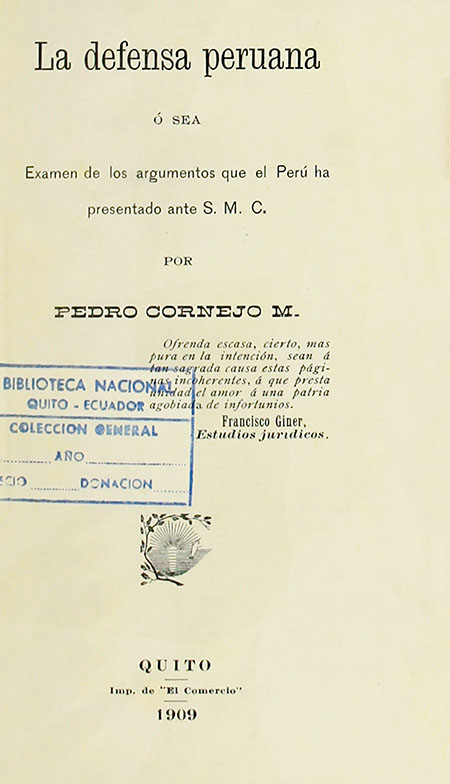 La defensa peruana
Ó SEA
Examen de los argumentos que el Perú ha
presentado ante S. M. C.
POR
PEDRO CORNEJO M.
Ofrenda escasa, cierto, mas
pura en la intención, sean á
tan sagrada causa estas pági-
nas incoherentes, á que presta
unidad el amor á una patria
agobiada de infortunios.
Francisco Giner,
Estudios jurídicos.
BIBLIOTECA NACIONAL
QUITO - ECUADOR
COLECCION GENERAL
AÑO
ECIO DONACION
QUITO
Imp. de "El Comercio"
1909